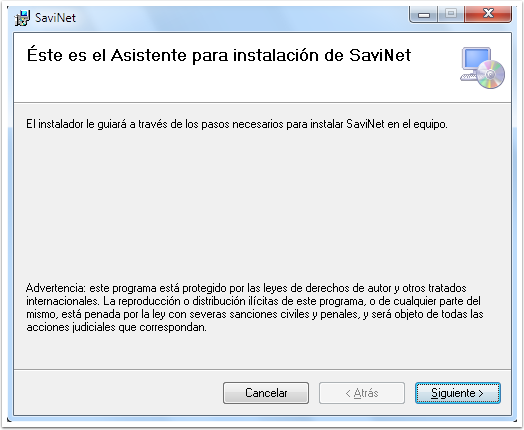 SaviNet
Éste es el Asistente para instalación de SaviNet
El instalador le guiará a través de los pasos necesarios para instalar SaviNet en el equipo.
Advertencia: este programa está protegido por las leyes de derechos de autor y otros tratados
internacionales. La reproducción o distribución ilícitas de este programa, o de cualquier parte del
mismo, está penada por la ley con severas sanciones civiles y penales, y será objeto de todas las
acciones judiciales que correspondan.
Cancelar
< Atrás
Siguiente >